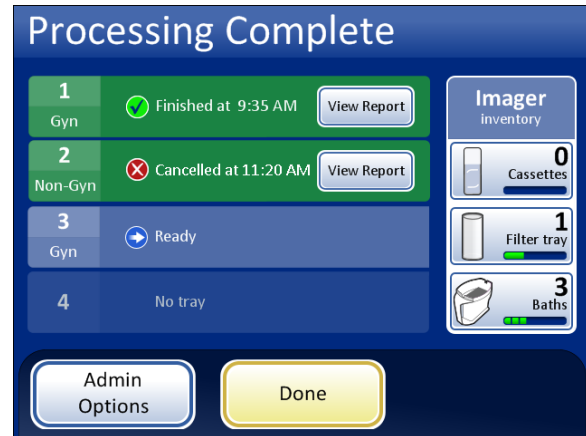 Processing Complete
1
Gyn
Finished at 9:35 AM
View Report
2
Non-Gyn
Cancelled at 11:20 AM
View Report
3
Gyn
Ready
4
No tray
Imager
inventory
0
Cassettes
1
Filter tray
3
Baths
Admin
Options
Done